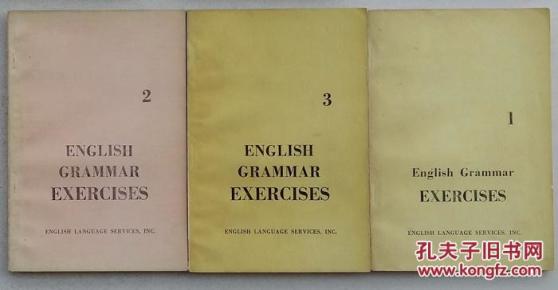 2
ENGLISH
GRAMMAR
EXERCISES
ENGLISH LANGUAGE SERVICES, INC.
3
ENGLISH
GRAMMAR
EXERCISES
ENGLISH LANGUAGE SERVICES, INC.
1
English Grammar
EXERCISES
ENGLISH LANGUAGE SERVICES, INC.
孔夫子旧书网
KONGFZ.COM